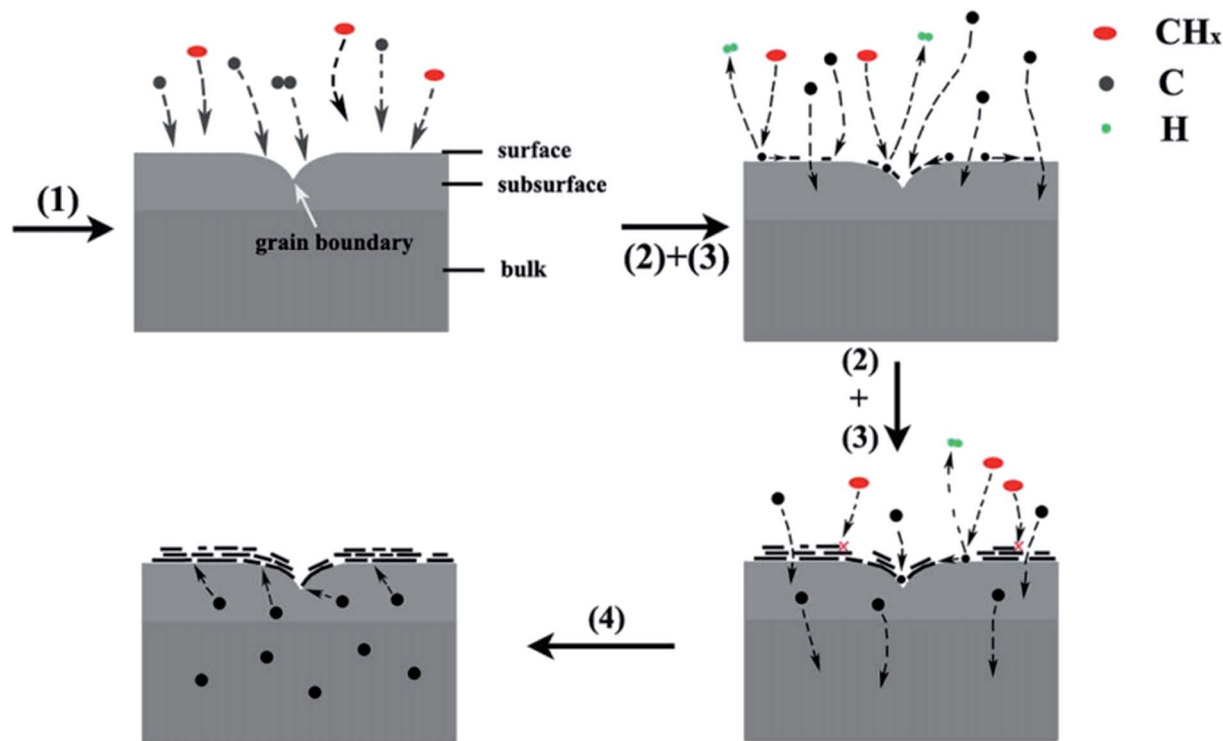 CHx
C
H
surface
subsurface
(1)
grain boundary
bulk
(2)+(3)
(2)
+
(3)
(4)